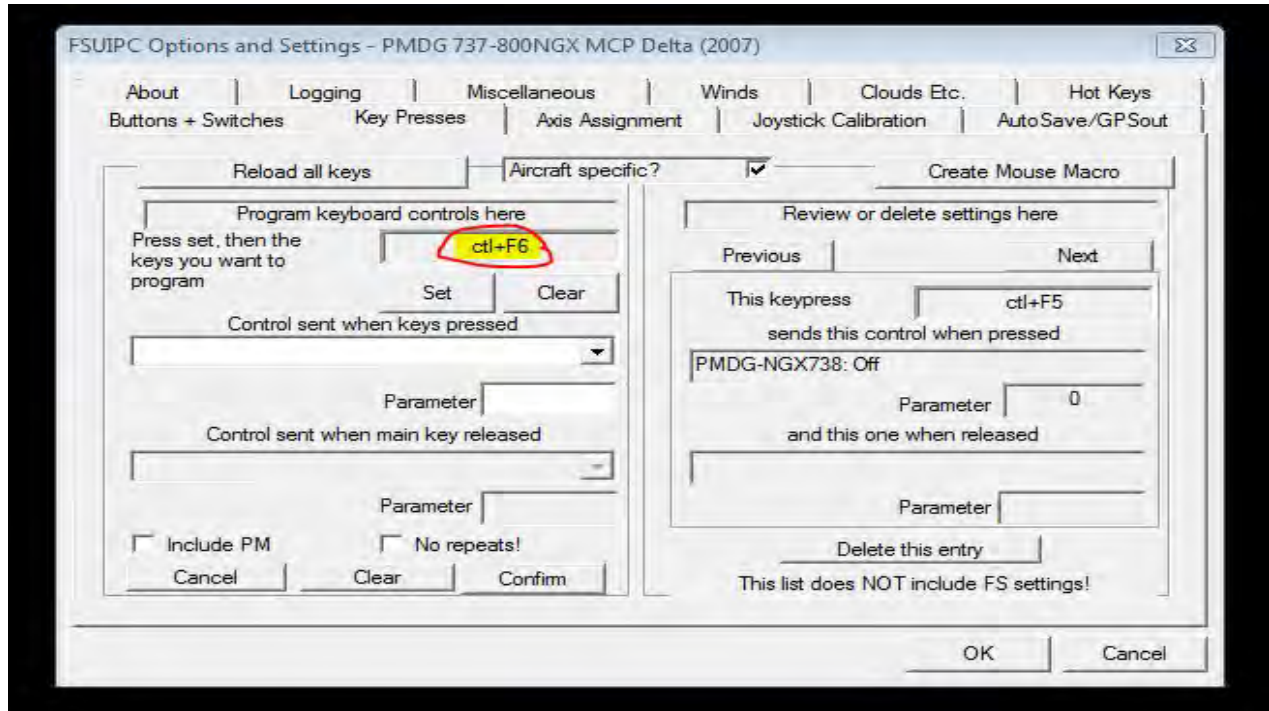 FSUIPC Options and Settings - PMDG 737-800NGX MCP Delta (2007)
About Logging Miscellaneous Winds Clouds Etc. Hot Keys
Buttons + Switches Key Presses Axis Assignment Joystick Calibration AutoSave/GPSout
Reload all keys Aircraft specific? Create Mouse Macro
Program keyboard controls here
Press set, then the
keys you want to
program
ctl+F6
Set Clear
Control sent when keys pressed
Parameter
Control sent when main key released
Parameter
Include PM No repeats!
Cancel Clear Confirm
Review or delete settings here
Previous Next
This keypress ctl+F5
sends this control when pressed
PMDG-NGX738: Off
Parameter 0
and this one when released
Parameter
Delete this entry
This list does NOT include FS settings!
OK Cancel